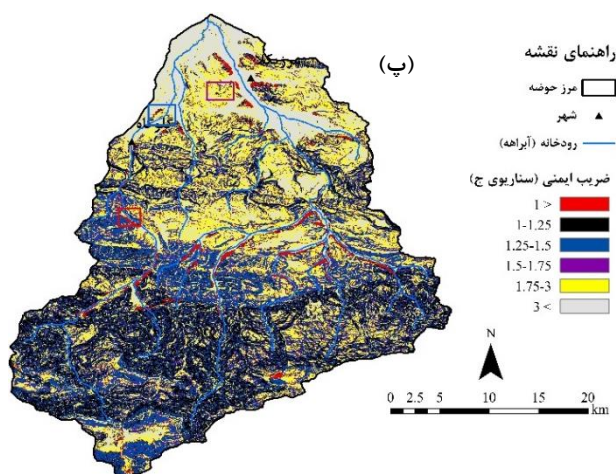 (پ)
راهنمای نقشه
مرز حوضه
شهر
رودخانه (آبراهه)
ضریب ایمنی (سناریوی ج)
1 >
1-1.25
1.25-1.5
1.5-1.75
1.75-3
3 <
N
0 2.5 5 10 15 20
km